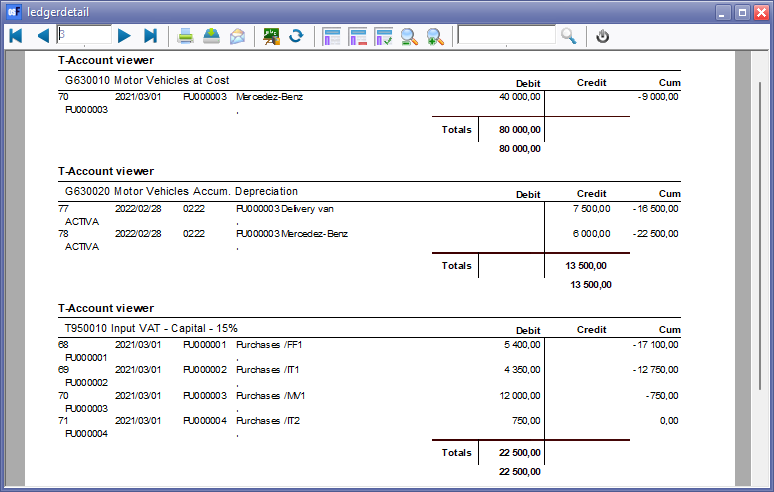 ledgerdetail
3
T-Account viewer
G630010 Motor Vehicles at Cost Debit Credit Cum
70 2021/03/01 PU000003 Mercedez-Benz 40 000,00 -9 000,00
PU000003 ,
Totals 80 000,00
80 000,00
T-Account viewer
G630020 Motor Vehicles Accum. Depreciation Debit Credit Cum
77 2022/02/28 0222 PU000003 Delivery van 7 500,00 -16 500,00
ACTIVA ,
78 2022/02/28 0222 PU000003 Mercedez-Benz 6 000,00 -22 500,00
ACTIVA ,
Totals 13 500,00
13 500,00
T-Account viewer
T950010 Input VAT - Capital - 15% Debit Credit Cum
68 2021/03/01 PU000001 Purchases /FF1 5 400,00 -17 100,00
PU000001 ,
69 2021/03/01 PU000002 Purchases /IT1 4 350,00 -12 750,00
PU000002 ,
70 2021/03/01 PU000003 Purchases /MV1 12 000,00 -750,00
PU000003 ,
71 2021/03/01 PU000004 Purchases /IT2 750,00 0,00
PU000004 ,
Totals 22 500,00
22 500,00